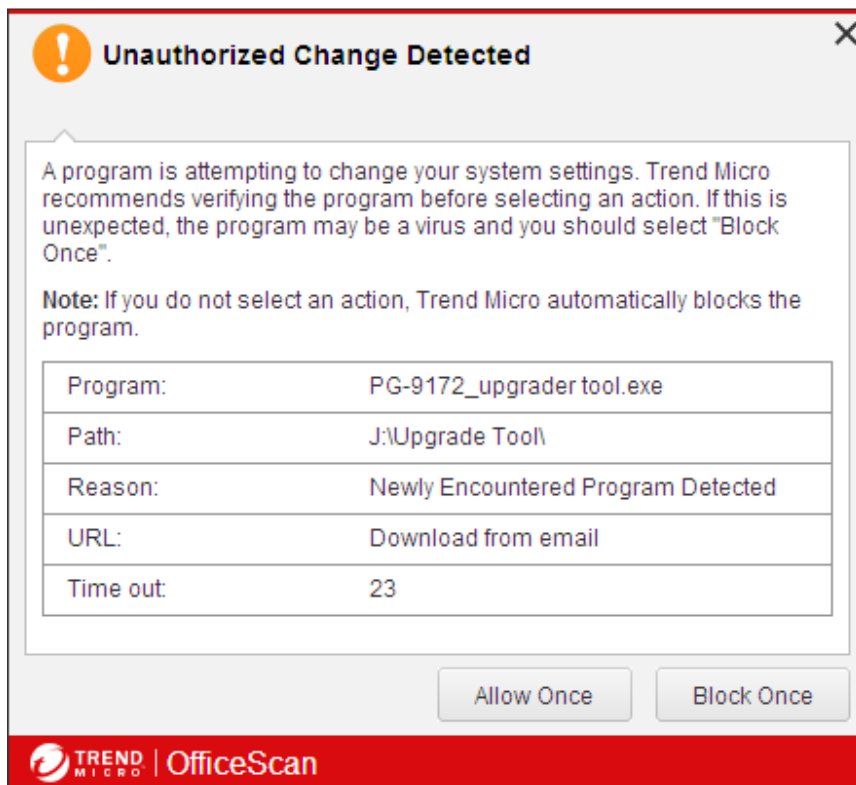 Unauthorized Change Detected
A program is attempting to change your system settings. Trend Micro
recommends verifying the program before selecting an action. If this is
unexpected, the program may be a virus and you should select "Block
Once".
Note: If you do not select an action, Trend Micro automatically blocks the
program.
Program: PG-9172_upgrader tool.exe
Path: J:\Upgrade Tool\
Reason: Newly Encountered Program Detected
URL: Download from email
Time out: 23
Allow Once Block Once
TREND MICRO | OfficeScan